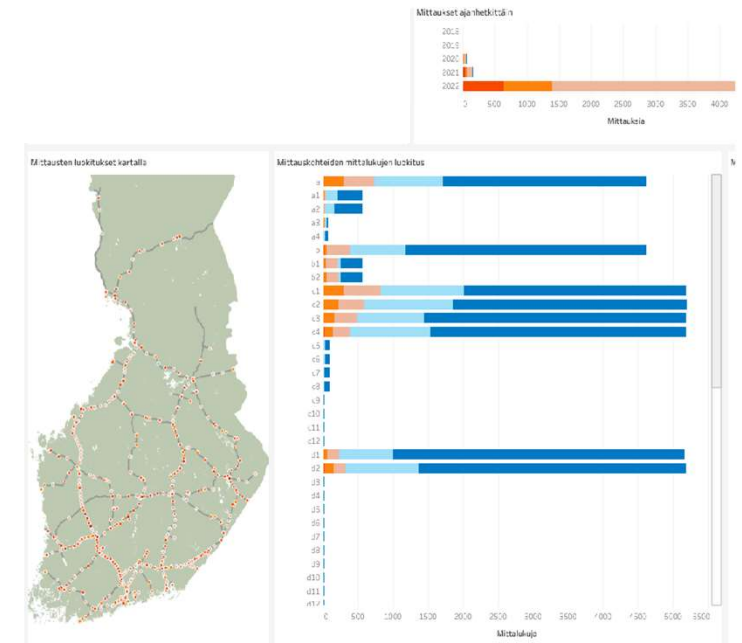 Mittaukset ajanhetkittäin
2018
2019
2020
2021
2022
0 500 1000 1500 2000 2500 3000 3500 4000
Mittauksia
Mittausten luokitukset kartalla
Mittauskohteiden mittalukujen luokitus
M
a
a1
a2
a3
a4
b
b1
b2
c1
c2
c3
c4
c5
c6
c7
c8
c9
c10
c11
c12
d1
d2
d3
d4
d5
d6
d7
d8
d9
d10
d11
d12
0 500 1000 1500 2000 2500 3000 3500 4000 4500 5000 5500
Mittalukuja